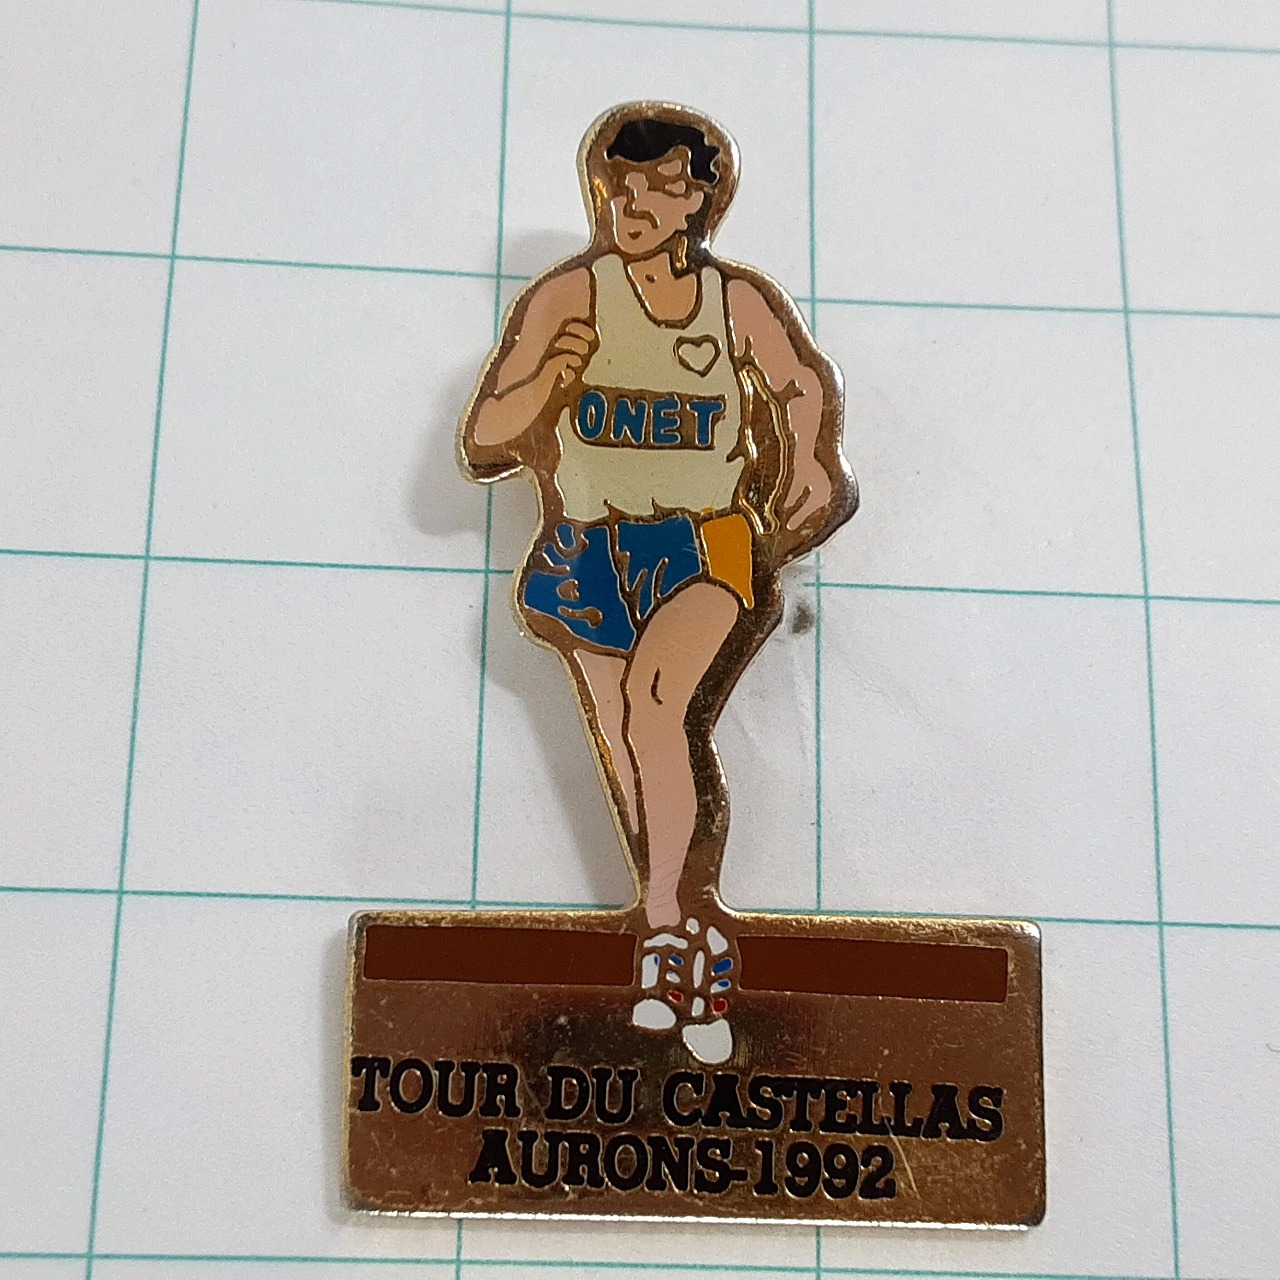 ONET
TOUR DU CASTELLAS
AURONS-1992